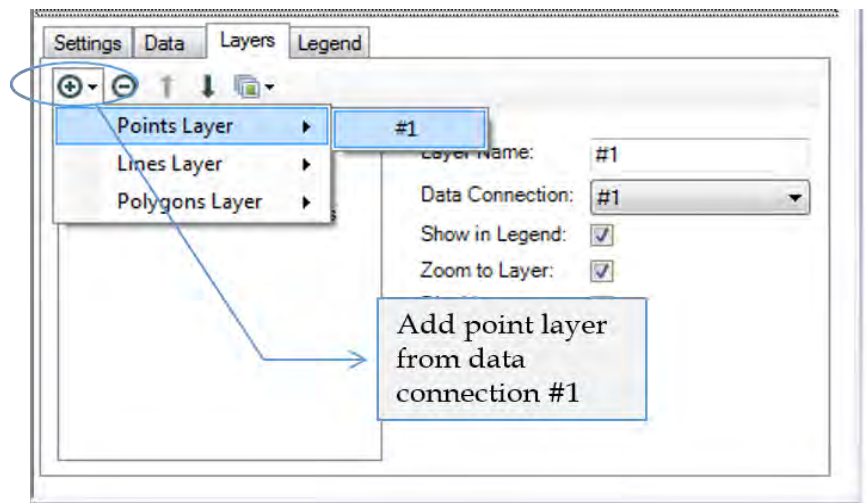 Settings Data Layers Legend
Points Layer #1
Lines Layer
Polygons Layer
Layer Name: #1
Data Connection: #1
Show in Legend:
Zoom to Layer:
Add point layer
from data
connection #1